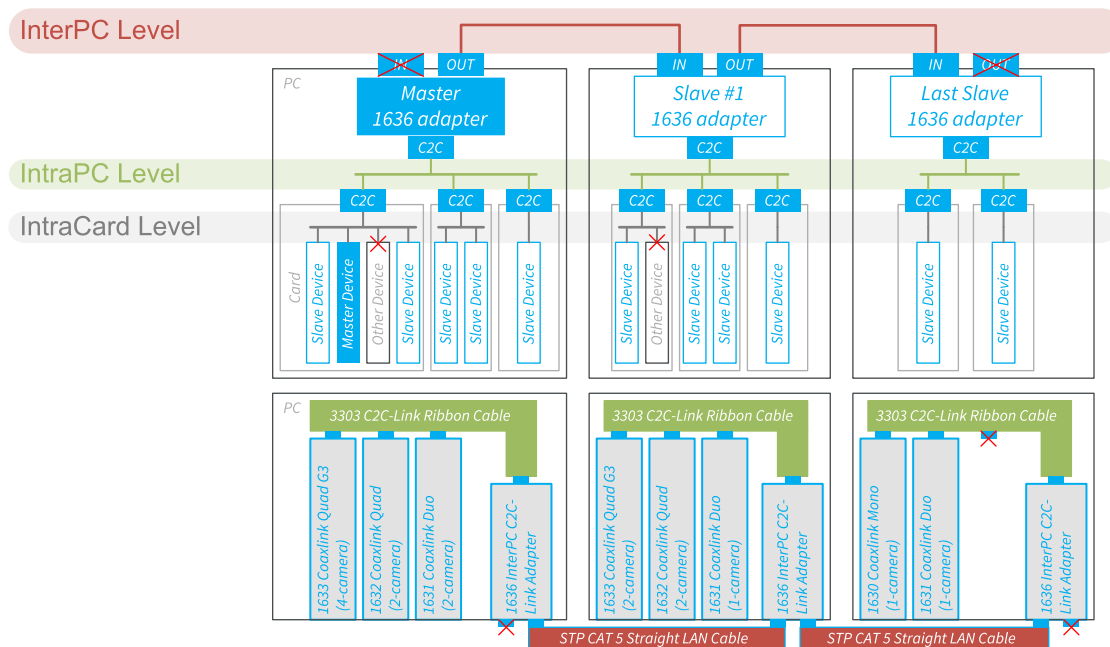 InterPC Level
IN
OUT
IN
OUT
IN
OUT
PC
Master
1636 adapter
Slave #1
1636 adapter
Last Slave
1636 adapter
C2C
C2C
C2C
IntraPC Level
C2C
C2C
C2C
C2C
C2C
C2C
C2C
C2C
IntraCard Level
Card
Slave Device
Master Device
Other Device
Slave Device
Slave Device
Slave Device
Slave Device
Slave Device
Other Device
Slave Device
Slave Device
Slave Device
Slave Device
Slave Device
PC
3303 C2C-Link Ribbon Cable
3303 C2C-Link Ribbon Cable
3303 C2C-Link Ribbon Cable
1633 Coaxlink Quad G3
(4-camera)
1632 Coaxlink Quad
(2-camera)
1631 Coaxlink Duo
(2-camera)
1636 InterPC C2C-
Link Adapter
1633 Coaxlink Quad G3
(2-camera)
1632 Coaxlink Quad
(2-camera)
1631 Coaxlink Duo
(1-camera)
1636 InterPC C2C-
Link Adapter
1630 Coaxlink Mono
(1-camera)
1631 Coaxlink Duo
(1-camera)
1636 InterPC C2C-
Link Adapter
STP CAT 5 Straight LAN Cable
STP CAT 5 Straight LAN Cable